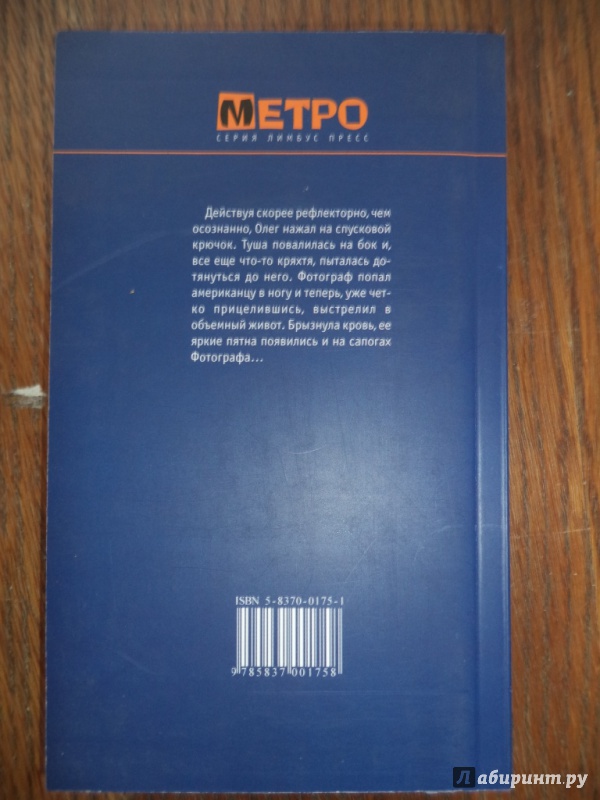 МЕТРО
СЕРИЯ ЛИМБУС ПРЕСС
Действуя скорее рефлекторно, чем
осознанно, Олег нажал на спусковой
крючок. Туша повалилась на бок и,
все еще что-то кряхтя, пыталась до-
тянуться до него. Фотограф попал
американцу в ногу и теперь, уже чет-
ко прицелившись, выстрелил в
объемный живот. Брызнула кровь, ее
яркие пятна появились и на сапогах
Фотографа...
ISBN 5-8370-0175-1
9 785837 001758
Лабиринт.ру